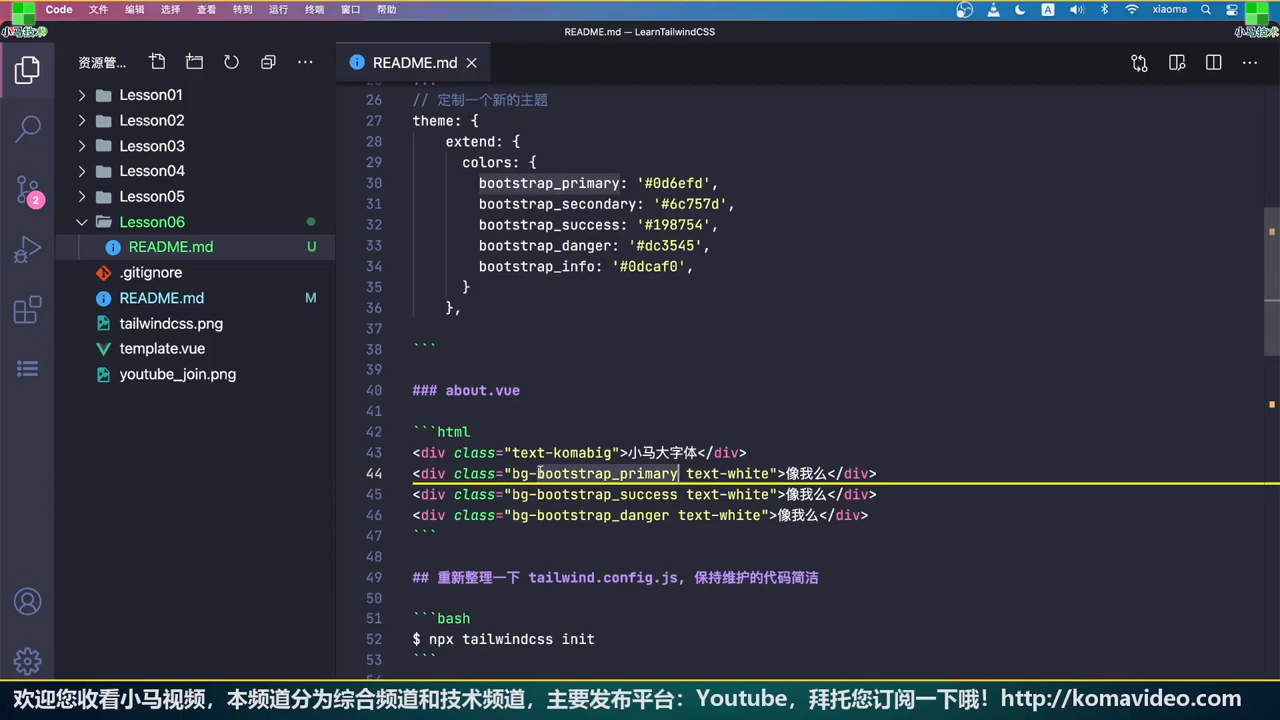 Code 文件 编辑 选择 查看 转到 运行 终端 窗口 帮助 A xiaoma
小马技术 README.md — LearnTailwindCSS 小马技术
资源管... README.md
Lesson01
Lesson02
Lesson03
Lesson04
Lesson05
Lesson06
README.md U
.gitignore
README.md M
tailwindcss.png
template.vue
youtube_join.png
2
26 // 定制一个新的主题
27 theme: {
28 extend: {
29 colors: {
30 bootstrap_primary: '#0d6efd',
31 bootstrap_secondary: '#6c757d',
32 bootstrap_success: '#198754',
33 bootstrap_danger: '#dc3545',
34 bootstrap_info: '#0dcaf0',
35 }
36 },
37
38 ```
39
40 ### about.vue
41
42 ```html
43 <div class="text-komabig">小马大字体</div>
44 <div class="bg-bootstrap_primary text-white">像我么</div>
45 <div class="bg-bootstrap_success text-white">像我么</div>
46 <div class="bg-bootstrap_danger text-white">像我么</div>
47 ```
48
49 ## 重新整理一下 tailwind.config.js, 保持维护的代码简洁
50
51 ```bash
52 $ npx tailwindcss init
53 ```
欢迎您收看小马视频，本频道分为综合频道和技术频道，主要发布平台：Youtube，拜托您订阅一下哦！http://komavideo.com